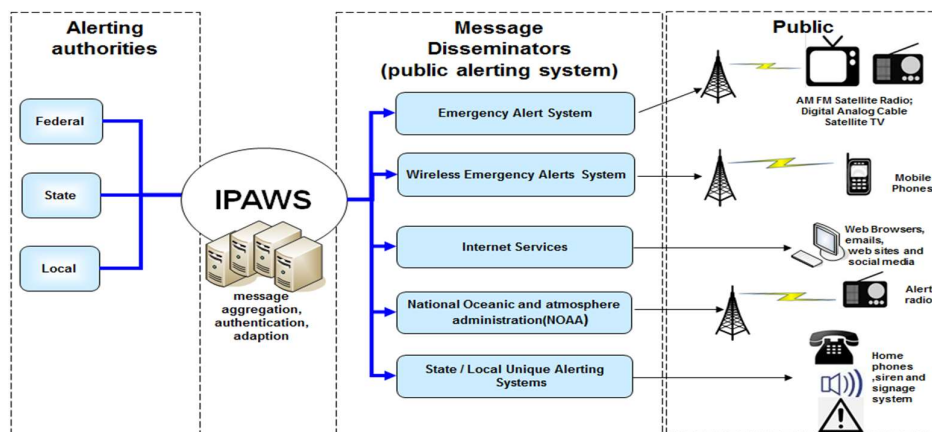 Alerting
authorities
Federal
State
Local
IPAWS
message
aggregation,
authentication,
adaption
Message
Disseminators
(public alerting system)
Emergency Alert System
Wireless Emergency Alerts System
Internet Services
National Oceanic and atmosphere
administration(NOAA)
State / Local Unique Alerting
Systems
Public
AM FM Satellite Radio;
Digital Analog Cable
Satellite TV
Mobile
Phones
Web Browsers,
emails,
web sites and
social media
Alert
radio
Home
phones
,siren and
signage
system